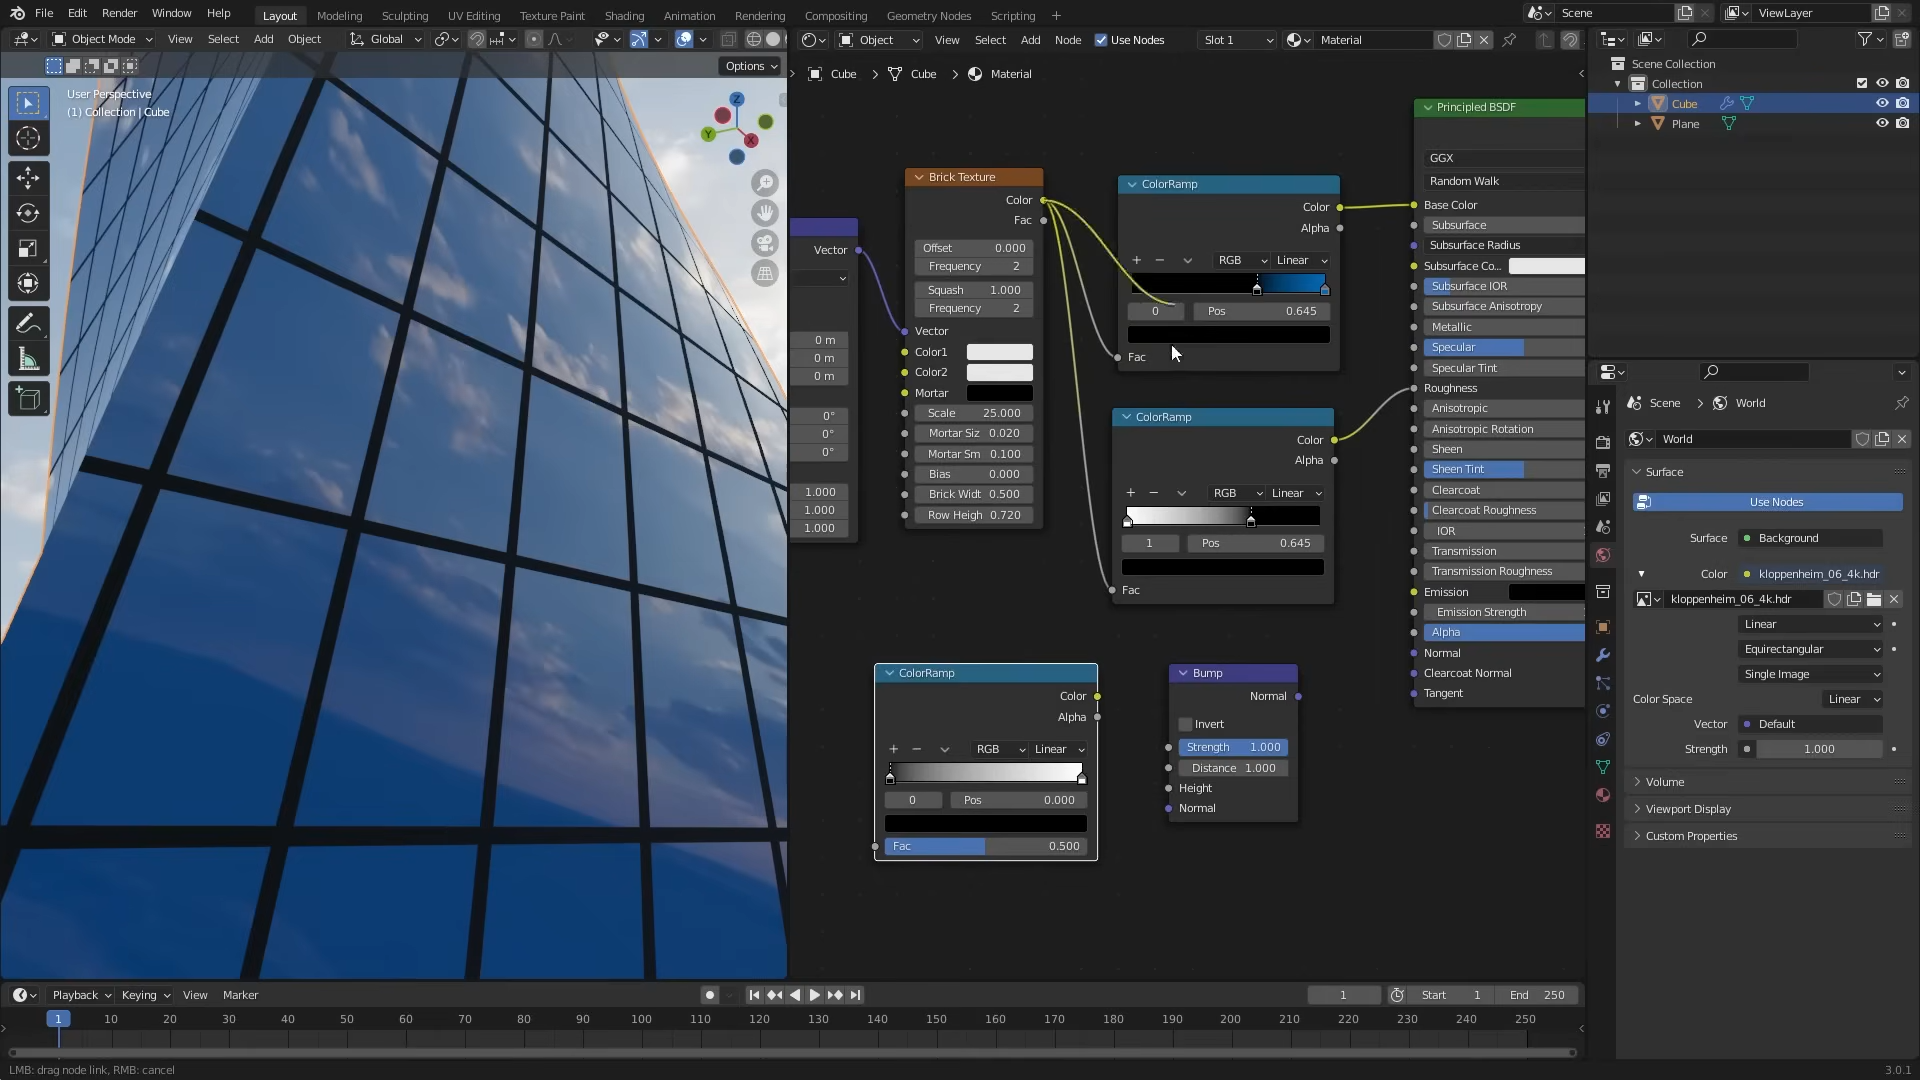 File Edit Render Window Help Layout Modeling Sculpting UV Editing Texture Paint Shading Animation Rendering Compositing Geometry Nodes Scripting + Scene ViewLayer
Object Mode View Select Add Object Global
Object View Select Add Node Use Nodes Slot 1 Material
Options
Cube > Cube > Material
User Perspective
(1) Collection | Cube
Z
Y
X
Vector
0 m
0 m
0 m
0°
0°
0°
1.000
1.000
1.000
Brick Texture
Color
Fac
Offset 0.000
Frequency 2
Squash 1.000
Frequency 2
Vector
Color1
Color2
Mortar
Scale 25.000
Mortar Siz 0.020
Mortar Sm 0.100
Bias 0.000
Brick Widt 0.500
Row Heigh 0.720
ColorRamp
Color
Alpha
RGB Linear
0 Pos 0.645
Fac
ColorRamp
Color
Alpha
RGB Linear
1 Pos 0.645
Fac
ColorRamp
Color
Alpha
RGB Linear
0 Pos 0.000
Fac 0.500
Bump
Normal
Invert
Strength 1.000
Distance 1.000
Height
Normal
Principled BSDF
GGX
Random Walk
Base Color
Subsurface
Subsurface Radius
Subsurface Co...
Subsurface IOR
Subsurface Anisotropy
Metallic
Specular
Specular Tint
Roughness
Anisotropic
Anisotropic Rotation
Sheen
Sheen Tint
Clearcoat
Clearcoat Roughness
IOR
Transmission
Transmission Roughness
Emission
Emission Strength
Alpha
Normal
Clearcoat Normal
Tangent
Scene Collection
Collection
Cube
Plane
Scene > World
World
Surface
Use Nodes
Surface Background
Color kloppenheim_06_4k.hdr
kloppenheim_06_4k.hdr
Linear
Equirectangular
Single Image
Color Space Linear
Vector Default
Strength 1.000
Volume
Viewport Display
Custom Properties
Playback Keying View Marker 1 Start 1 End 250
1 10 20 30 40 50 60 70 80 90 100 110 120 130 140 150 160 170 180 190 200 210 220 230 240 250
LMB: drag node link, RMB: cancel 3.0.1